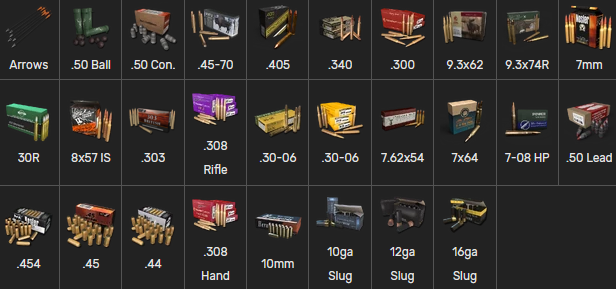 Arrows
.50 Ball
.50 Con.
.45-70
.405
.340
.300
9.3x62
9.3x74R
7mm
30R
8x57 IS
.303
.308
Rifle
.30-06
.30-06
7.62x54
7x64
7-08 HP
.50 Lead
.454
.45
.44
.308
Hand
10mm
10ga
Slug
12ga
Slug
16ga
Slug